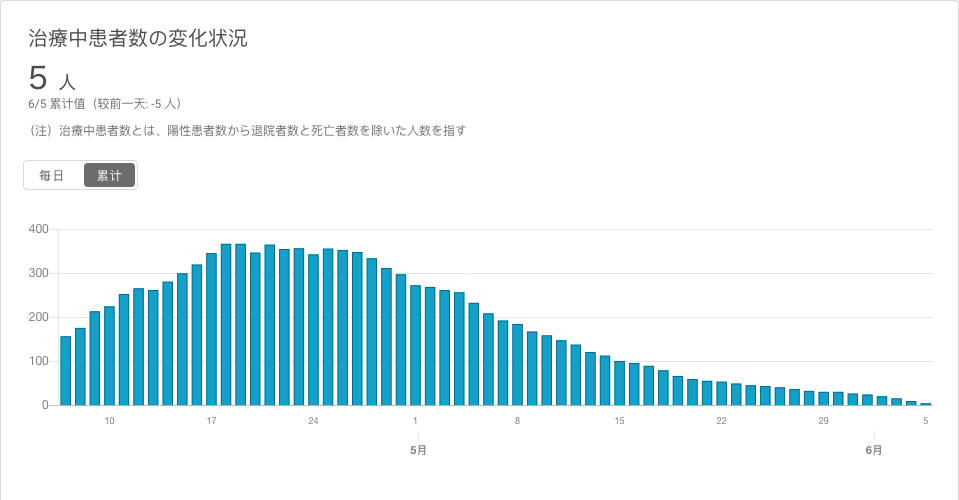 治療中患者数の変化状況
5 人
6/5 累计值（较前一天: -5 人）
（注）治療中患者数とは、陽性患者数から退院者数と死亡者数を除いた人数を指す
每日 累计
400
300
200
100
0
10 17 24 1 8 15 22 29 5
5月 6月